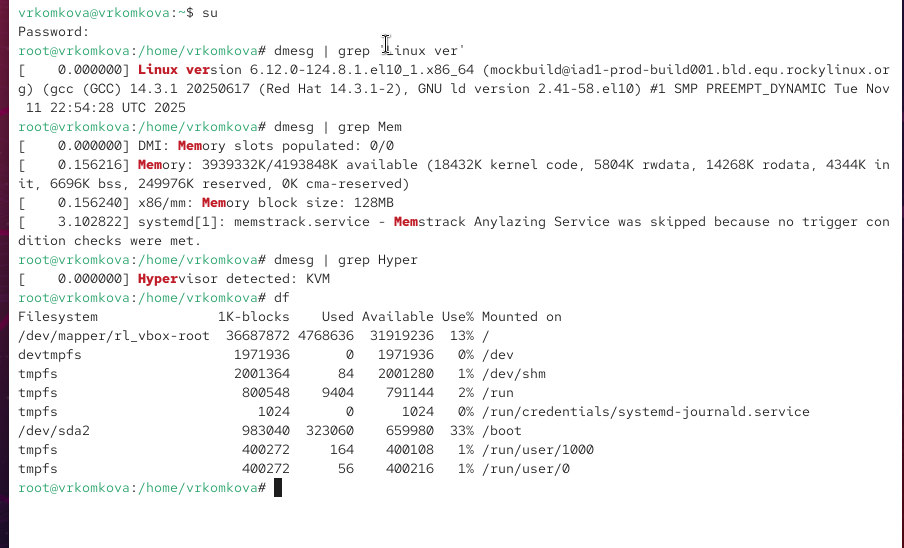 vrkomkova@vrkomkova:~$ su
Password:
root@vrkomkova:/home/vrkomkova# dmesg | grep 'Linux ver'
[    0.000000] Linux version 6.12.0-124.8.1.el10_1.x86_64 (mockbuild@iad1-prod-build001.bld.equ.rockylinux.or
g) (gcc (GCC) 14.3.1 20250617 (Red Hat 14.3.1-2), GNU ld version 2.41-58.el10) #1 SMP PREEMPT_DYNAMIC Tue Nov
 11 22:54:28 UTC 2025
root@vrkomkova:/home/vrkomkova# dmesg | grep Mem
[    0.000000] DMI: Memory slots populated: 0/0
[    0.156216] Memory: 3939332K/4193848K available (18432K kernel code, 5804K rwdata, 14268K rodata, 4344K in
it, 6696K bss, 249976K reserved, 0K cma-reserved)
[    0.156240] x86/mm: Memory block size: 128MB
[    3.102822] systemd[1]: memstrack.service - Memstrack Anylazing Service was skipped because no trigger con
dition checks were met.
root@vrkomkova:/home/vrkomkova# dmesg | grep Hyper
[    0.000000] Hypervisor detected: KVM
root@vrkomkova:/home/vrkomkova# df
Filesystem               1K-blocks    Used Available Use% Mounted on
/dev/mapper/rl_vbox-root  36687872 4768636  31919236  13% /
devtmpfs                   1971936       0   1971936   0% /dev
tmpfs                      2001364      84   2001280   1% /dev/shm
tmpfs                       800548    9404    791144   2% /run
tmpfs                         1024       0      1024   0% /run/credentials/systemd-journald.service
/dev/sda2                   983040  323060    659980  33% /boot
tmpfs                       400272     164    400108   1% /run/user/1000
tmpfs                       400272      56    400216   1% /run/user/0
root@vrkomkova:/home/vrkomkova#